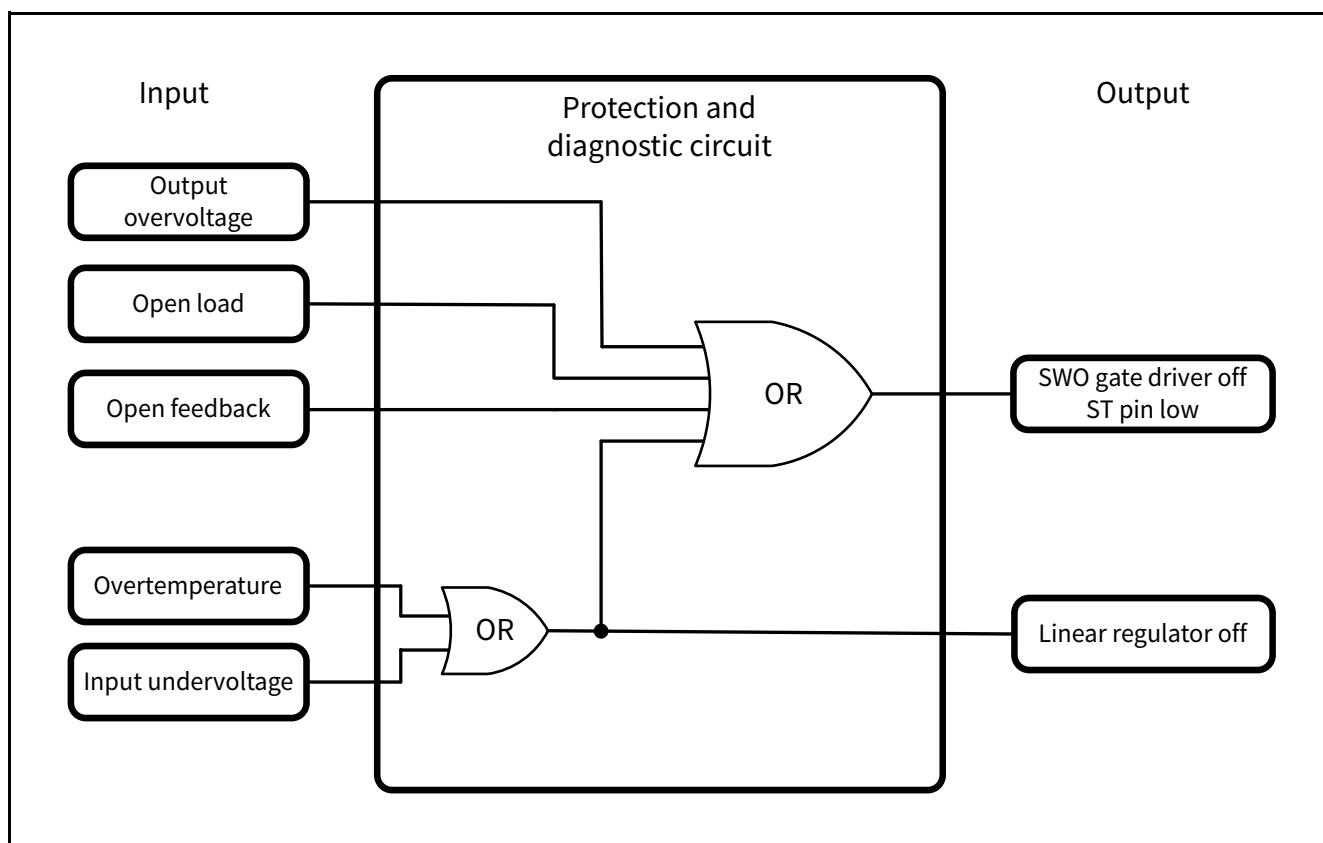 Input
Protection and
diagnostic circuit
Output
Output
overvoltage
Open load
Open feedback
OR
SWO gate driver off
ST pin low
Overtemperature
OR
Input undervoltage
Linear regulator off